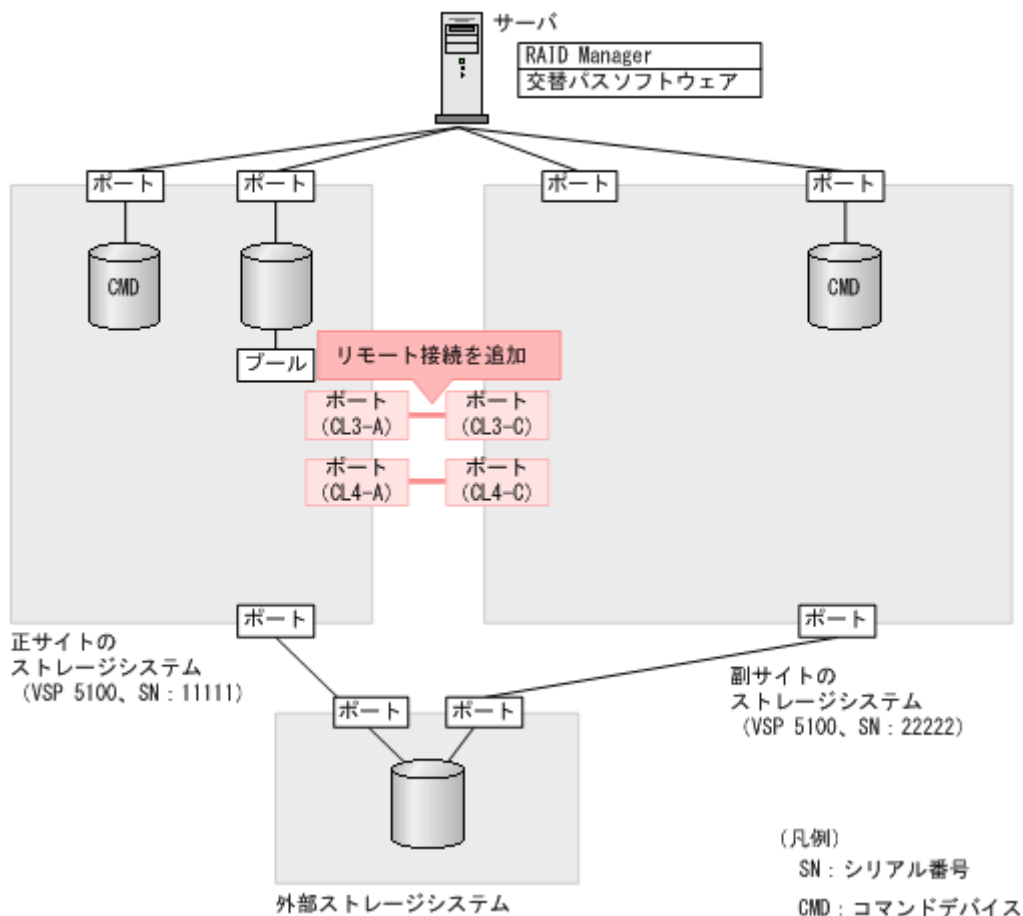 サーバ
RAID Manager
交替パスソフトウェア
ポート
ポート
ポート
ポート
CMD
CMD
プール
リモート接続を追加
ポート
(CL3-A)
ポート
(CL3-C)
ポート
(CL4-A)
ポート
(CL4-C)
ポート
ポート
正サイトの
ストレージシステム
(VSP 5100、SN：11111)
副サイトの
ストレージシステム
(VSP 5100、SN：22222)
ポート
ポート
外部ストレージシステム
(凡例)
SN：シリアル番号
CMD：コマンドデバイス